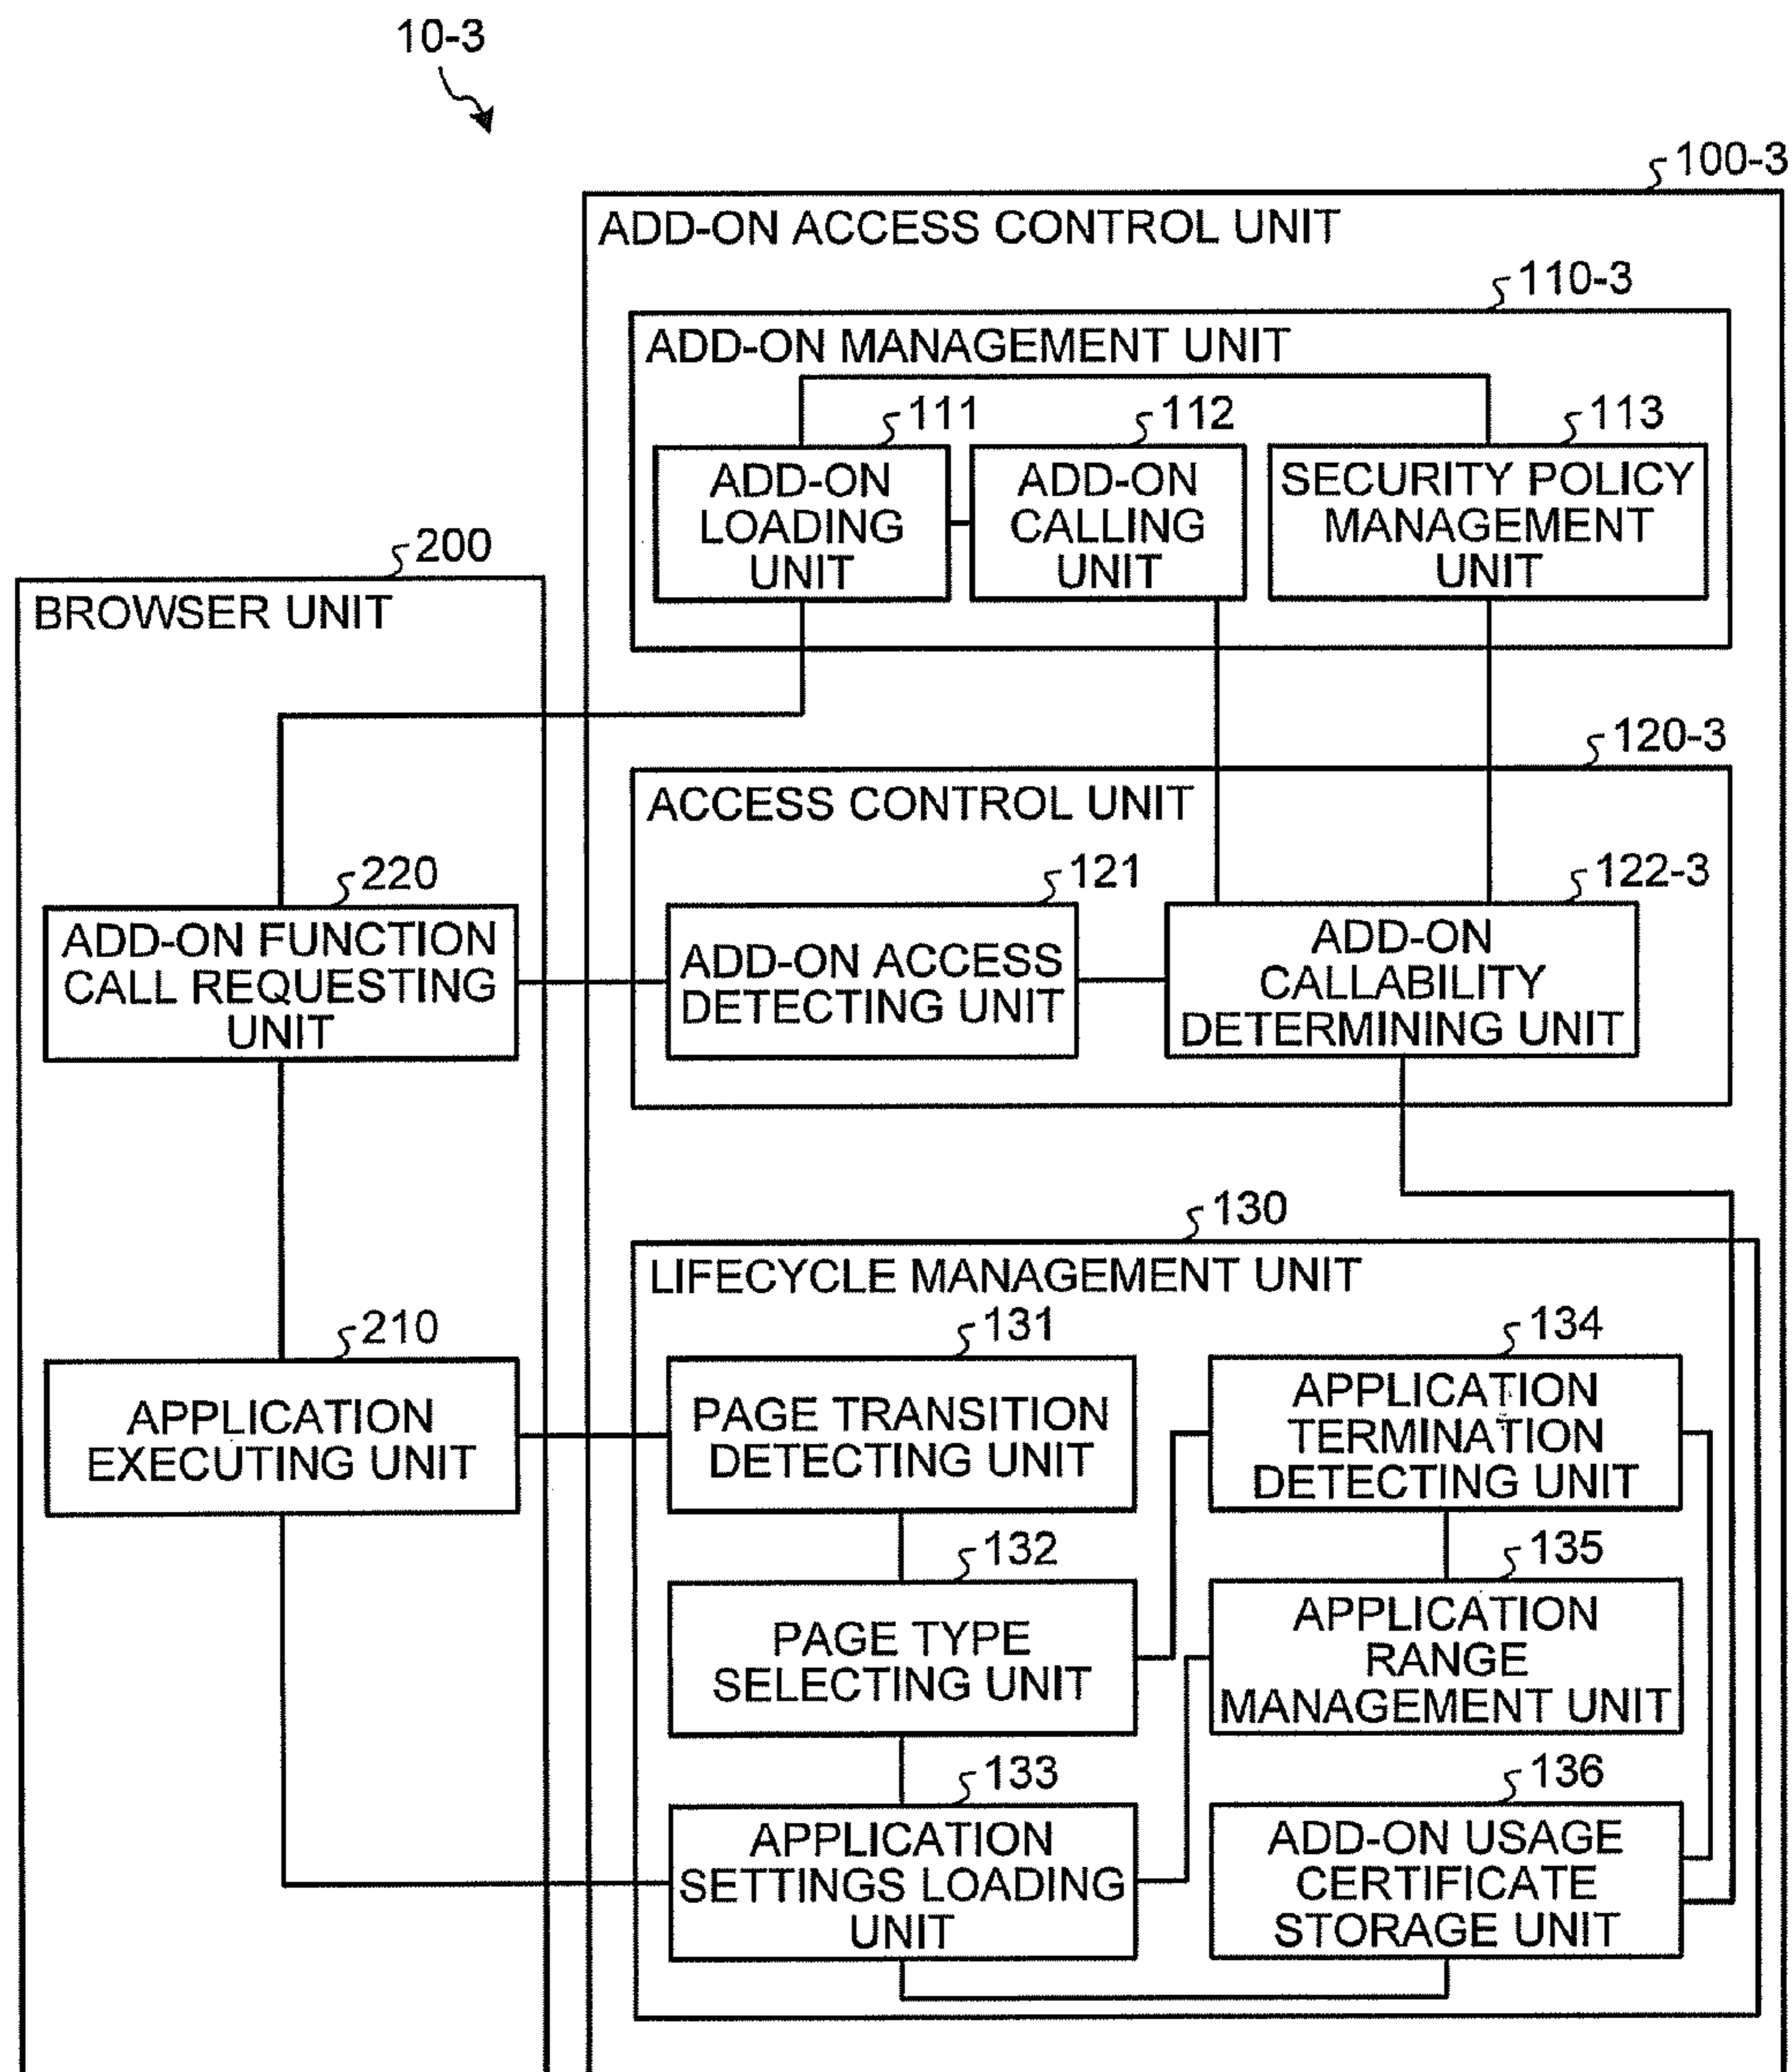 10-3
100-3
ADD-ON ACCESS CONTROL UNIT
110-3
ADD-ON MANAGEMENT UNIT
111
112
113
ADD-ON
LOADING
UNIT
ADD-ON
CALLING
UNIT
SECURITY POLICY
MANAGEMENT
UNIT
200
BROWSER UNIT
120-3
ACCESS CONTROL UNIT
220
121
122-3
ADD-ON FUNCTION
CALL REQUESTING
UNIT
ADD-ON ACCESS
DETECTING UNIT
ADD-ON
CALLABILITY
DETERMINING UNIT
130
LIFECYCLE MANAGEMENT UNIT
210
131
134
APPLICATION
EXECUTING UNIT
PAGE TRANSITION
DETECTING UNIT
APPLICATION
TERMINATION
DETECTING UNIT
132
135
PAGE TYPE
SELECTING UNIT
APPLICATION
RANGE
MANAGEMENT UNIT
133
136
APPLICATION
SETTINGS LOADING
UNIT
ADD-ON USAGE
CERTIFICATE
STORAGE UNIT